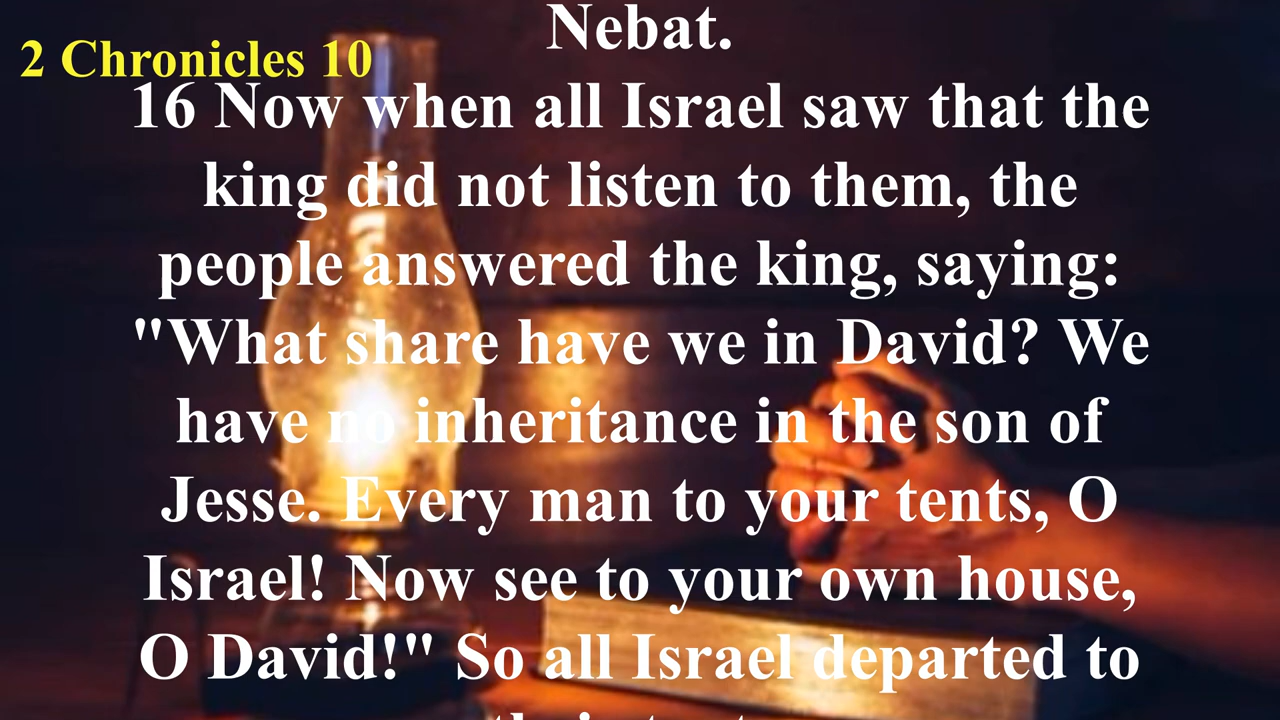 Nebat.
2 Chronicles 10
16 Now when all Israel saw that the
king did not listen to them, the
people answered the king, saying:
"What share have we in David? We
have no inheritance in the son of
Jesse. Every man to your tents, O
Israel! Now see to your own house,
O David!" So all Israel departed to